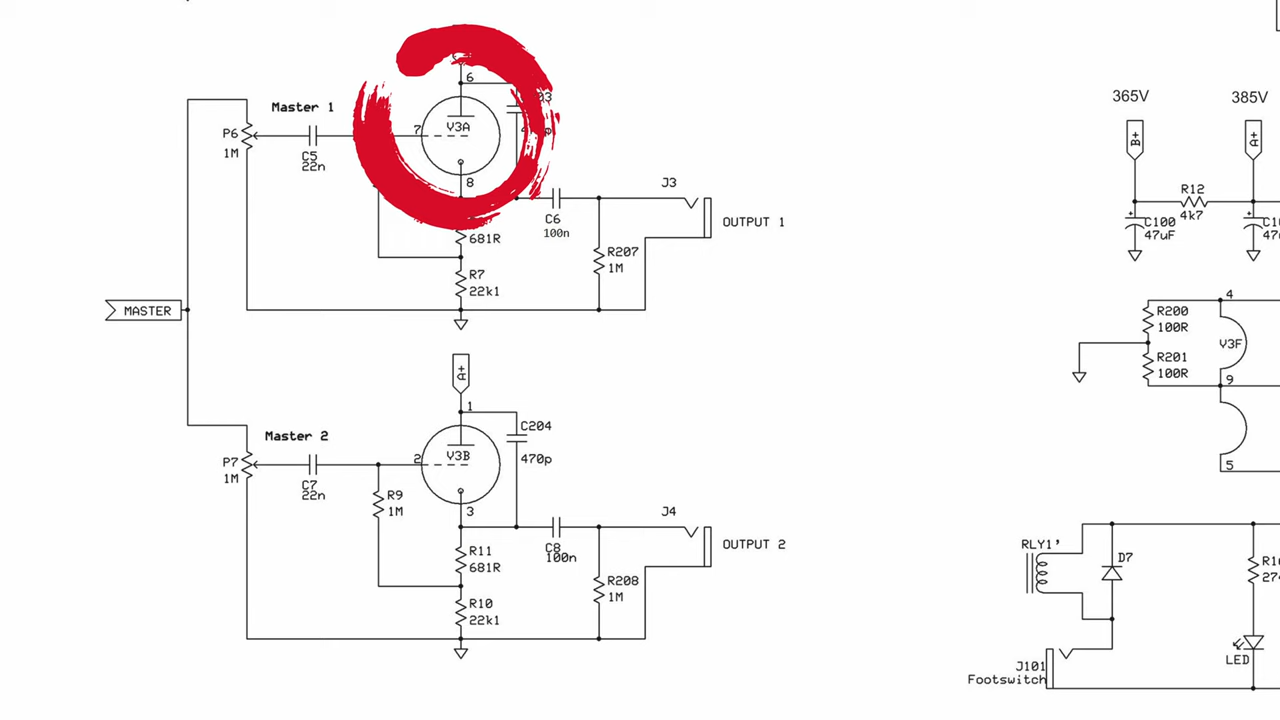 Master 1
P6
1M
C5
22n
6
7
V3A
8
681R
R7
22k1
C6
100n
R207
1M
J3
OUTPUT 1
MASTER
A+
1
C204
470p
Master 2
P7
1M
C7
22n
2
V3B
3
R9
1M
R11
681R
R10
22k1
C8
100n
R208
1M
J4
OUTPUT 2
365V
385V
B+
A+
R12
4k7
C100
47uF
R200
100R
R201
100R
4
V3F
9
5
RLY1'
D7
LED
J101
Footswitch